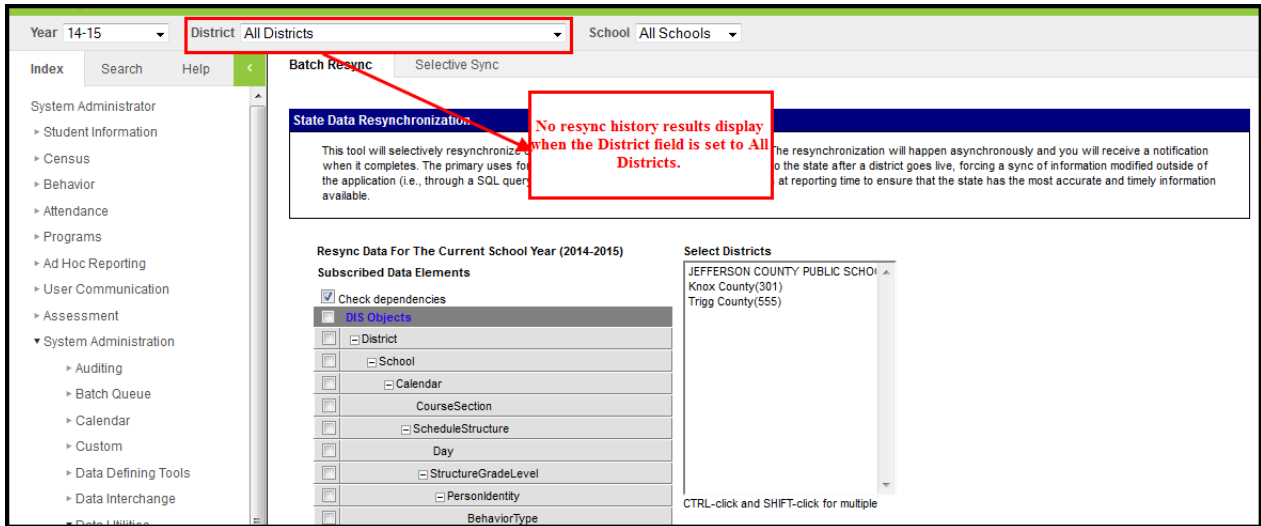 Year 14-15 District All Districts School All Schools
Index Search Help <
Batch Resync Selective Sync
System Administrator
Student Information
Census
Behavior
Attendance
Programs
Ad Hoc Reporting
User Communication
Assessment
System Administration
Auditing
Batch Queue
Calendar
Custom
Data Defining Tools
Data Interchange
Data Utilities
State Data Resynchronization
No resync history results display
when the District field is set to All
Districts.
This tool will selectively resynchronize he resynchronization will happen asynchronously and you will receive a notification
when it completes. The primary uses for o the state after a district goes live, forcing a sync of information modified outside of
the application (i.e., through a SQL query at reporting time to ensure that the state has the most accurate and timely information
available.
Resync Data For The Current School Year (2014-2015)
Subscribed Data Elements
Check dependencies
DIS Objects
District
School
Calendar
CourseSection
ScheduleStructure
Day
StructureGradeLevel
PersonIdentity
BehaviorType
Select Districts
JEFFERSON COUNTY PUBLIC SCHO
Knox County(301)
Trigg County(555)
CTRL-click and SHIFT-click for multiple